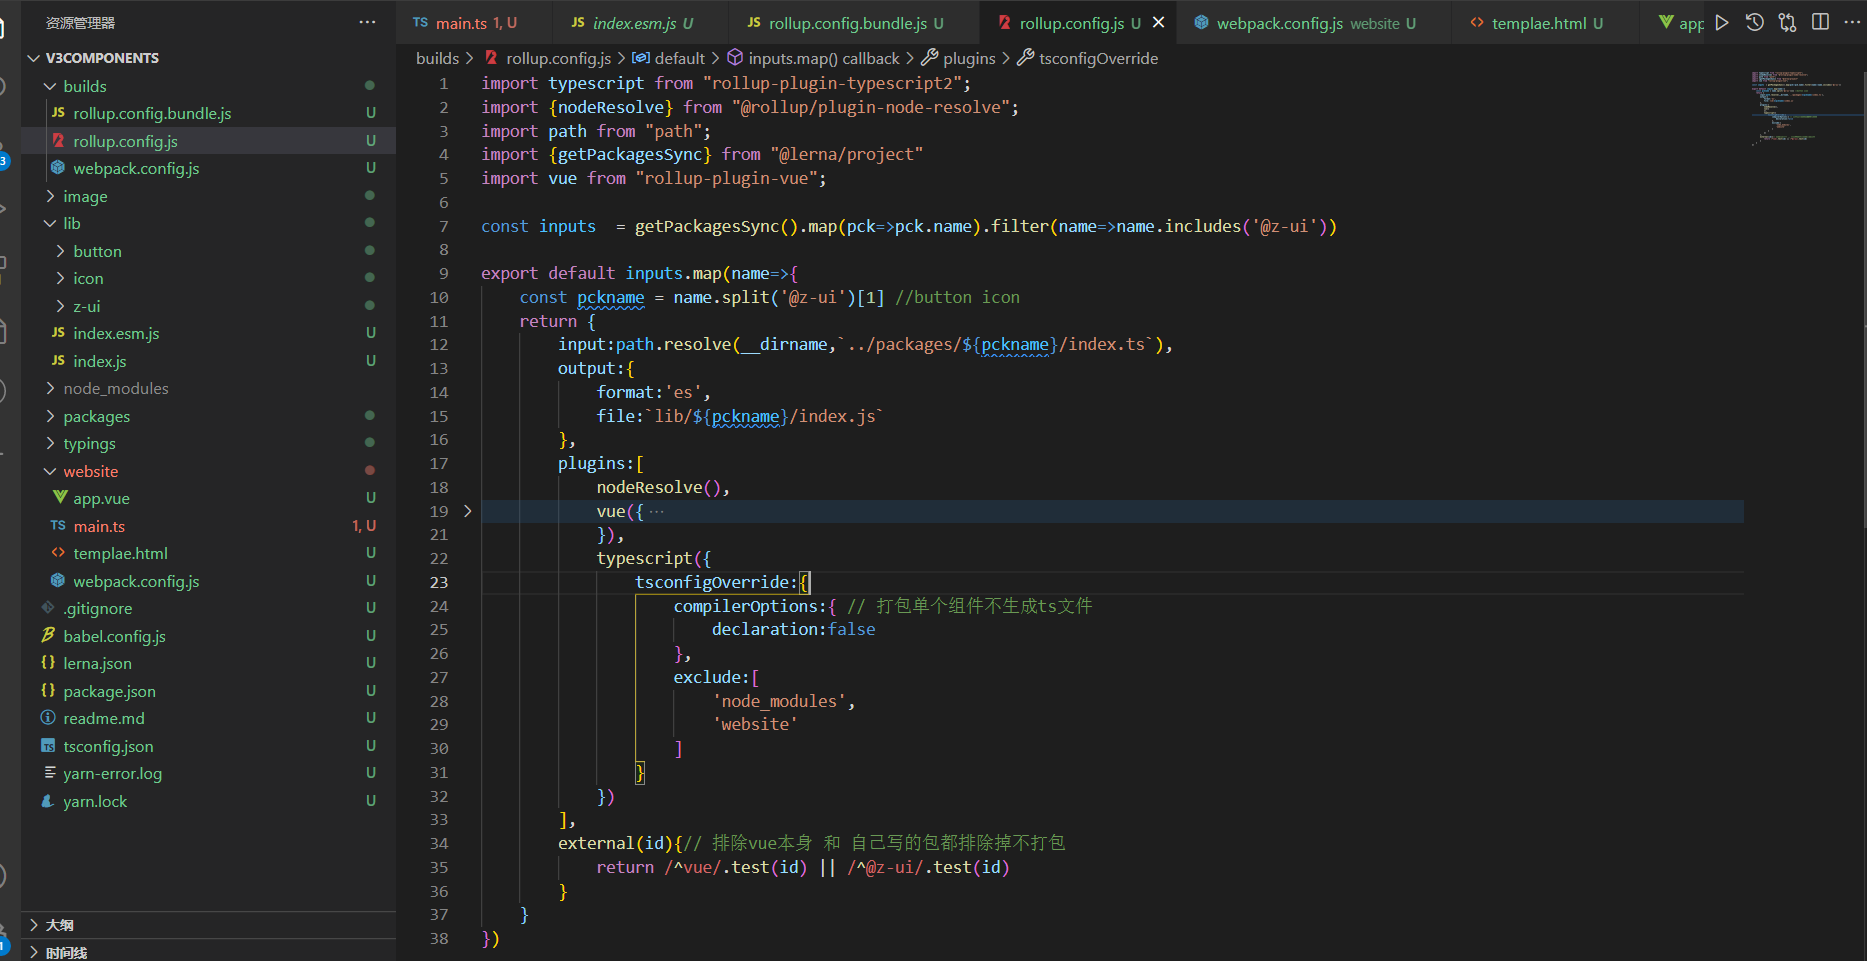 资源管理器 ···
V3COMPONENTS
builds
JS rollup.config.bundle.js U
rollup.config.js U
webpack.config.js U
image
lib
button
icon
z-ui
JS index.esm.js U
JS index.js U
node_modules
packages
typings
website
app.vue U
TS main.ts 1, U
<> templae.html U
webpack.config.js U
.gitignore U
babel.config.js U
{} lerna.json U
{} package.json U
readme.md U
TS tsconfig.json U
yarn-error.log U
yarn.lock U
大纲
时间线
3
1
TS main.ts 1, U JS index.esm.js U JS rollup.config.bundle.js U rollup.config.js U webpack.config.js website U <> templae.html U app
builds > rollup.config.js > default > inputs.map() callback > plugins > tsconfigOverride
1 import typescript from "rollup-plugin-typescript2";
2 import {nodeResolve} from "@rollup/plugin-node-resolve";
3 import path from "path";
4 import {getPackagesSync} from "@lerna/project"
5 import vue from "rollup-plugin-vue";
6
7 const inputs  = getPackagesSync().map(pck=>pck.name).filter(name=>name.includes('@z-ui'))
8
9 export default inputs.map(name=>{
10     const pckname = name.split('@z-ui')[1] //button icon
11     return {
12         input:path.resolve(__dirname,`../packages/${pckname}/index.ts`),
13         output:{
14             format:'es',
15             file:`lib/${pckname}/index.js`
16         },
17         plugins:[
18             nodeResolve(),
19             vue({ ···
21             }),
22             typescript({
23                 tsconfigOverride:{
24                     compilerOptions:{ // 打包单个组件不生成ts文件
25                         declaration:false
26                     },
27                     exclude:[
28                         'node_modules',
29                         'website'
30                     ]
31                 }
32             })
33         ],
34         external(id){// 排除vue本身 和 自己写的包都排除掉不打包
35             return /^vue/.test(id) || /^@z-ui/.test(id)
36         }
37     }
38 })